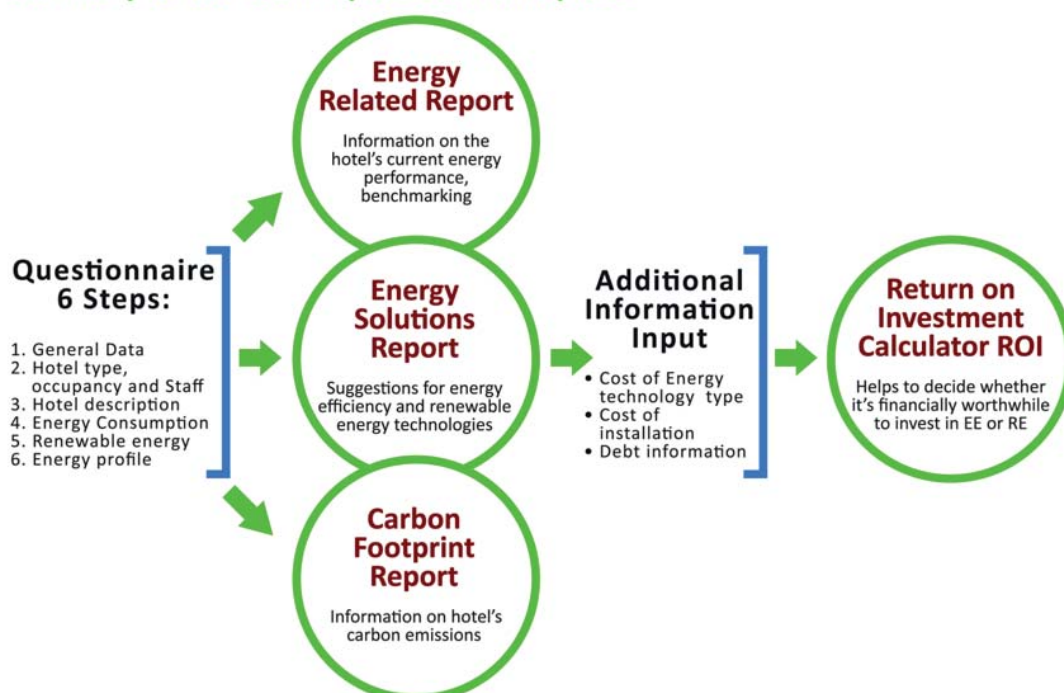 Energy
Related Report
Information on the
hotel's current energy
performance,
benchmarking
Questionnaire
6 Steps:
1. General Data
2. Hotel type,
occupancy and Staff
3. Hotel description
4. Energy Consumption
5. Renewable energy
6. Energy profile
Energy
Solutions
Report
Suggestions for energy
efficiency and renewable
energy technologies
Carbon
Footprint
Report
Information on hotel's
carbon emissions
Additional
Information
Input
• Cost of Energy
technology type
• Cost of
installation
• Debt information
Return on
Investment
Calculator ROI
Helps to decide whether
it's financially worthwhile
to invest in EE or RE